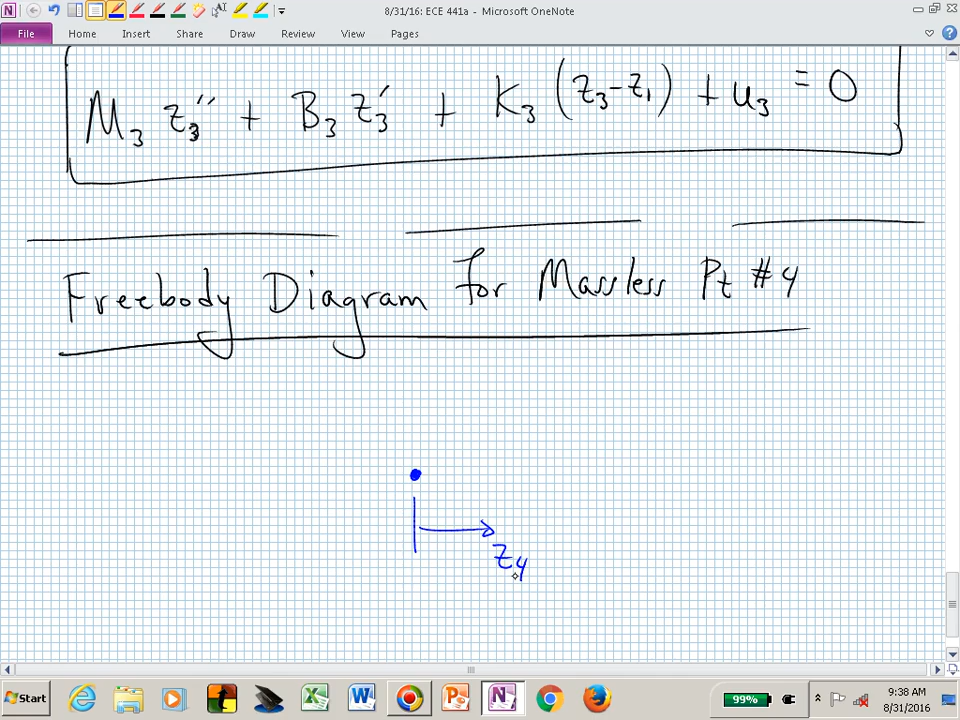 8/31/16: ECE 441a - Microsoft OneNote
File Home Insert Share Draw Review View Pages
M₃ z₃'' + B₃ z₃' + K₃ (z₃-z₁) + u₃ = 0
Freebody Diagram for Massless Pt #4
z₄
Start 99% 9:38 AM
8/31/2016